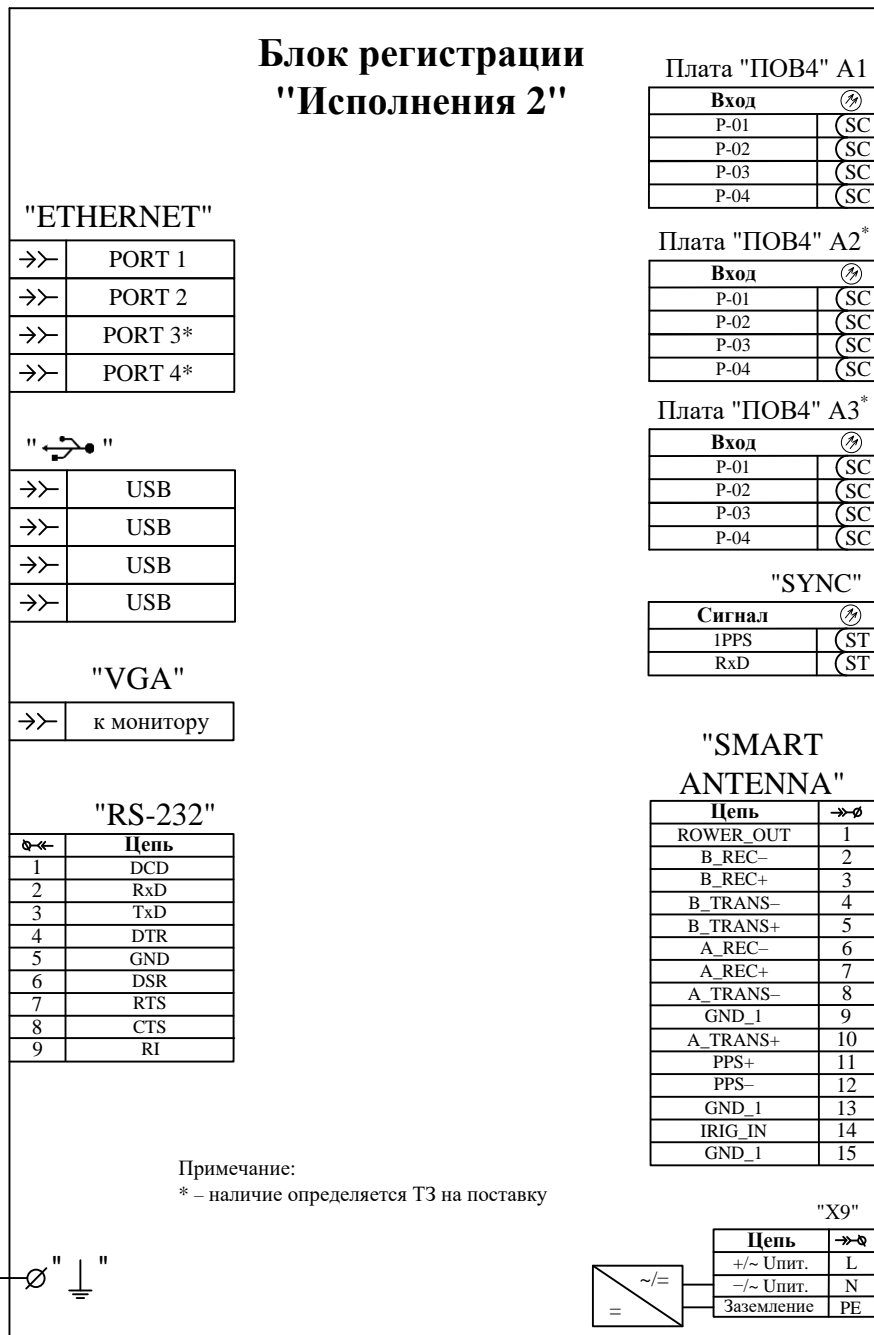 Блок регистрации
"Исполнения 2"
"ETHERNET"
PORT 1
PORT 2
PORT 3*
PORT 4*
" "
USB
USB
USB
USB
"VGA"
к монитору
"RS-232"
Цепь
1 DCD
2 RxD
3 TxD
4 DTR
5 GND
6 DSR
7 RTS
8 CTS
9 RI
Плата "ПОВ4" А1
Вход
P-01 SC
P-02 SC
P-03 SC
P-04 SC
Плата "ПОВ4" А2*
Вход
P-01 SC
P-02 SC
P-03 SC
P-04 SC
Плата "ПОВ4" А3*
Вход
P-01 SC
P-02 SC
P-03 SC
P-04 SC
"SYNC"
Сигнал
1PPS ST
RxD ST
"SMART
ANTENNA"
Цепь
ROWER_OUT 1
B_REC– 2
B_REC+ 3
B_TRANS– 4
B_TRANS+ 5
A_REC– 6
A_REC+ 7
A_TRANS– 8
GND_1 9
A_TRANS+ 10
PPS+ 11
PPS– 12
GND_1 13
IRIG_IN 14
GND_1 15
Примечание:
* – наличие определяется ТЗ на поставку
" "
"X9"
Цепь
+/~ Uпит. L
–/~ Uпит. N
Заземление PE
~/=
=